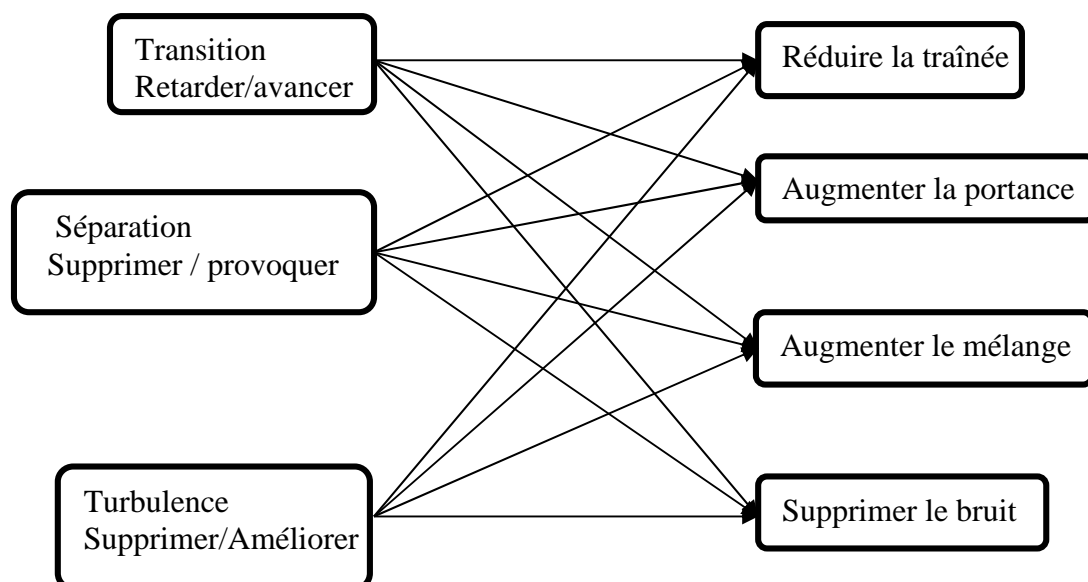 Transition
Retarder/avancer
Séparation
Supprimer / provoquer
Turbulence
Supprimer/Améliorer
Réduire la traînée
Augmenter la portance
Augmenter le mélange
Supprimer le bruit